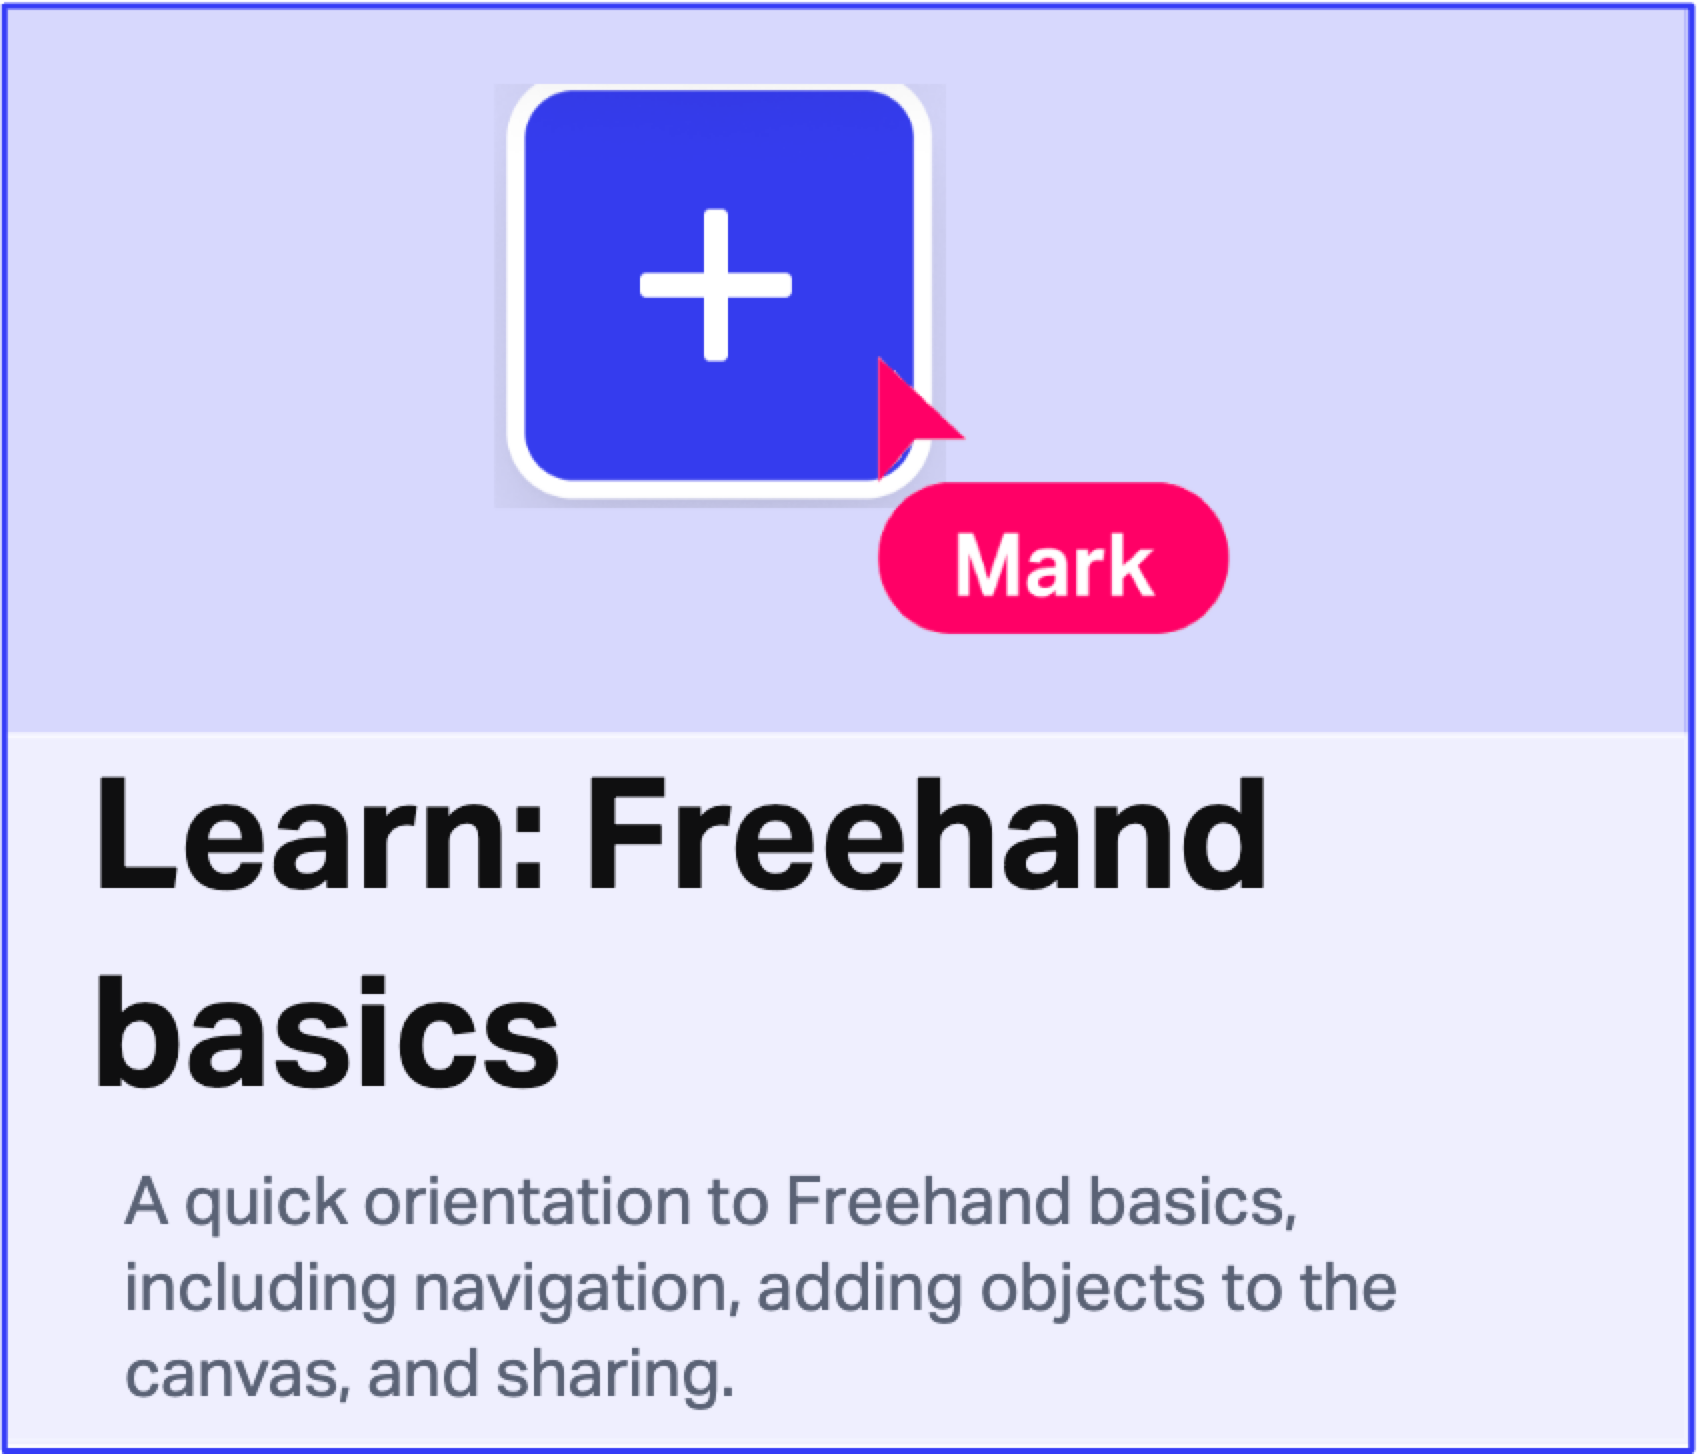 Mark
Learn: Freehand
basics
A quick orientation to Freehand basics,
including navigation, adding objects to the
canvas, and sharing.